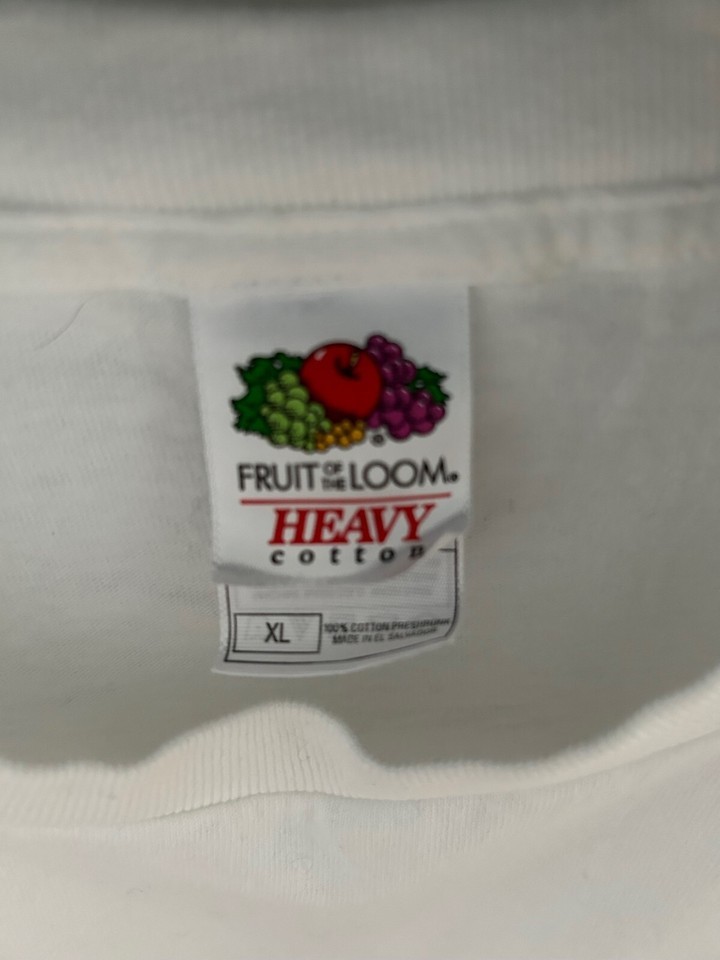 FRUIT OF THE LOOM®
HEAVY
cotton
XL
100% COTTON PRESHRUNK
MADE IN EL SALVADOR